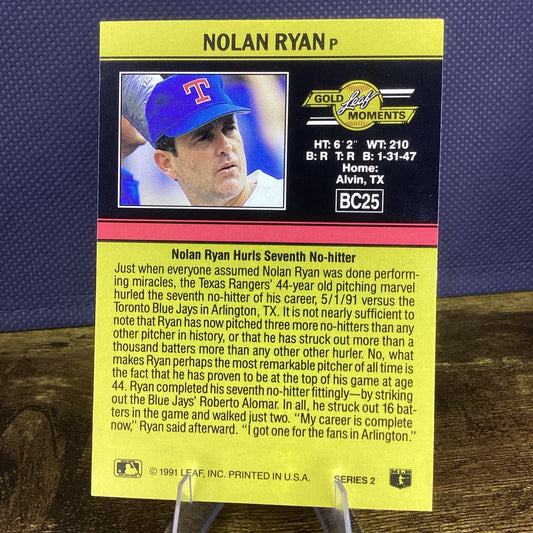 NOLAN RYAN P
T
GOLD Leaf MOMENTS
HT: 6'2" WT: 210
B: R T: R B: 1-31-47
Home:
Alvin, TX
BC25
Nolan Ryan Hurls Seventh No-hitter
Just when everyone assumed Nolan Ryan was done perform-
ing miracles, the Texas Rangers' 44-year old pitching marvel
hurled the seventh no-hitter of his career, 5/1/91 versus the
Toronto Blue Jays in Arlington, TX. It is not nearly sufficient to
note that Ryan has now pitched three more no-hitters than any
other pitcher in history, or that he has struck out more than a
thousand batters more than any other other hurler. No, what
makes Ryan perhaps the most remarkable pitcher of all time is
the fact that he has proven to be at the top of his game at age
44. Ryan completed his seventh no-hitter fittingly—by striking
out the Blue Jays' Roberto Alomar. In all, he struck out 16 bat-
ters in the game and walked just two. "My career is complete
now," Ryan said afterward. "I got one for the fans in Arlington."
© 1991 LEAF, INC. PRINTED IN U.S.A. SERIES 2